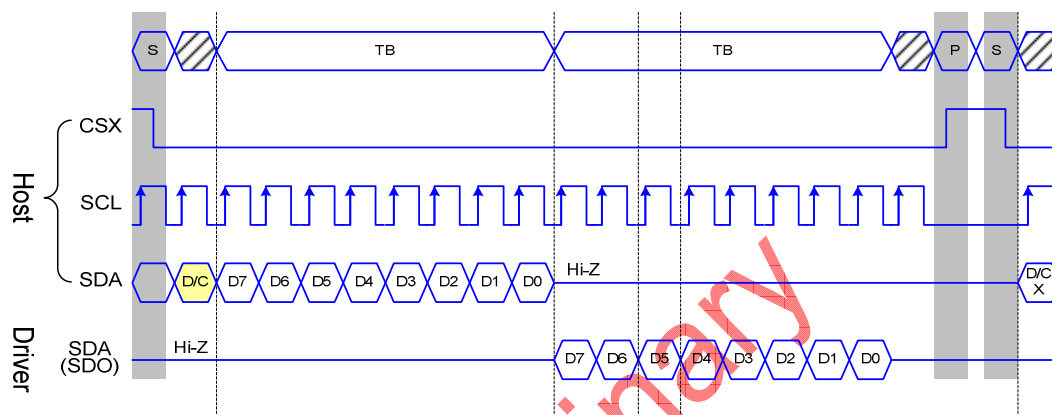 S TB TB P S
CSX
SCL
Host
SDA D/C D7 D6 D5 D4 D3 D2 D1 D0 Hi-Z D/C
X
Driver
SDA
(SDO) Hi-Z D7 D6 D5 D4 D3 D2 D1 D0
inary